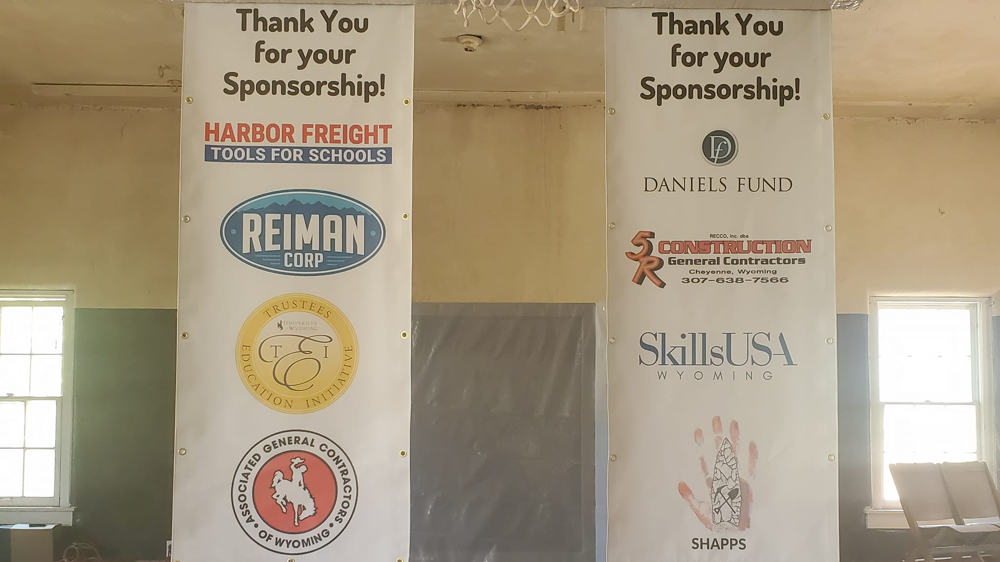 Thank You
for your
Sponsorship!
HARBOR FREIGHT
TOOLS FOR SCHOOLS
REIMAN
CORP
TRUSTEES
UNIVERSITY
OF WYOMING
T E I
EDUCATION INITIATIVE
ASSOCIATED GENERAL CONTRACTORS
• OF WYOMING •
Thank You
for your
Sponsorship!
Df
DANIELS FUND
RECCO, Inc. dba
5R CONSTRUCTION
General Contractors
Cheyenne, Wyoming
307-638-7566
SkillsUSA
WYOMING
SHAPPS